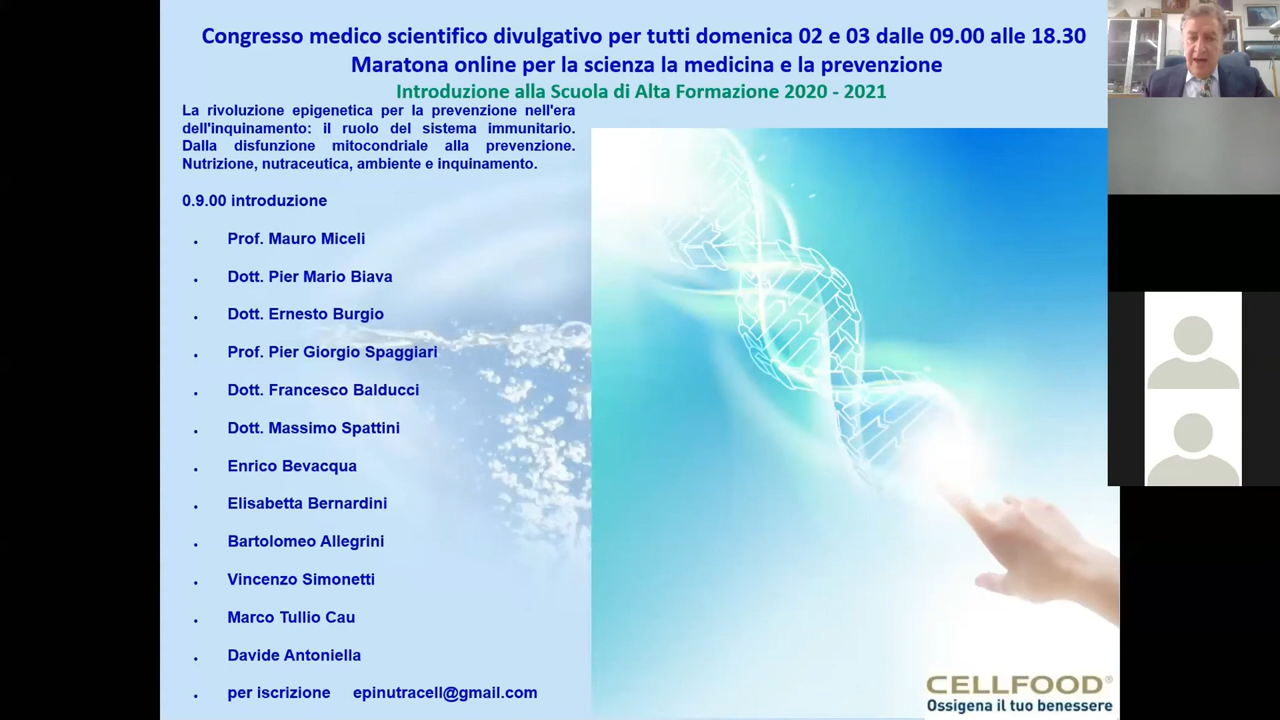 Congresso medico scientifico divulgativo per tutti domenica 02 e 03 dalle 09.00 alle 18.30
Maratona online per la scienza la medicina e la prevenzione
Introduzione alla Scuola di Alta Formazione 2020 - 2021
La rivoluzione epigenetica per la prevenzione nell'era
dell'inquinamento: il ruolo del sistema immunitario.
Dalla disfunzione mitocondriale alla prevenzione.
Nutrizione, nutraceutica, ambiente e inquinamento.
0.9.00 introduzione
. Prof. Mauro Miceli
. Dott. Pier Mario Biava
. Dott. Ernesto Burgio
. Prof. Pier Giorgio Spaggiari
. Dott. Francesco Balducci
. Dott. Massimo Spattini
. Enrico Bevacqua
. Elisabetta Bernardini
. Bartolomeo Allegrini
. Vincenzo Simonetti
. Marco Tullio Cau
. Davide Antoniella
. per iscrizione epinutracell@gmail.com
CELLFOOD®
Ossigena il tuo benessere